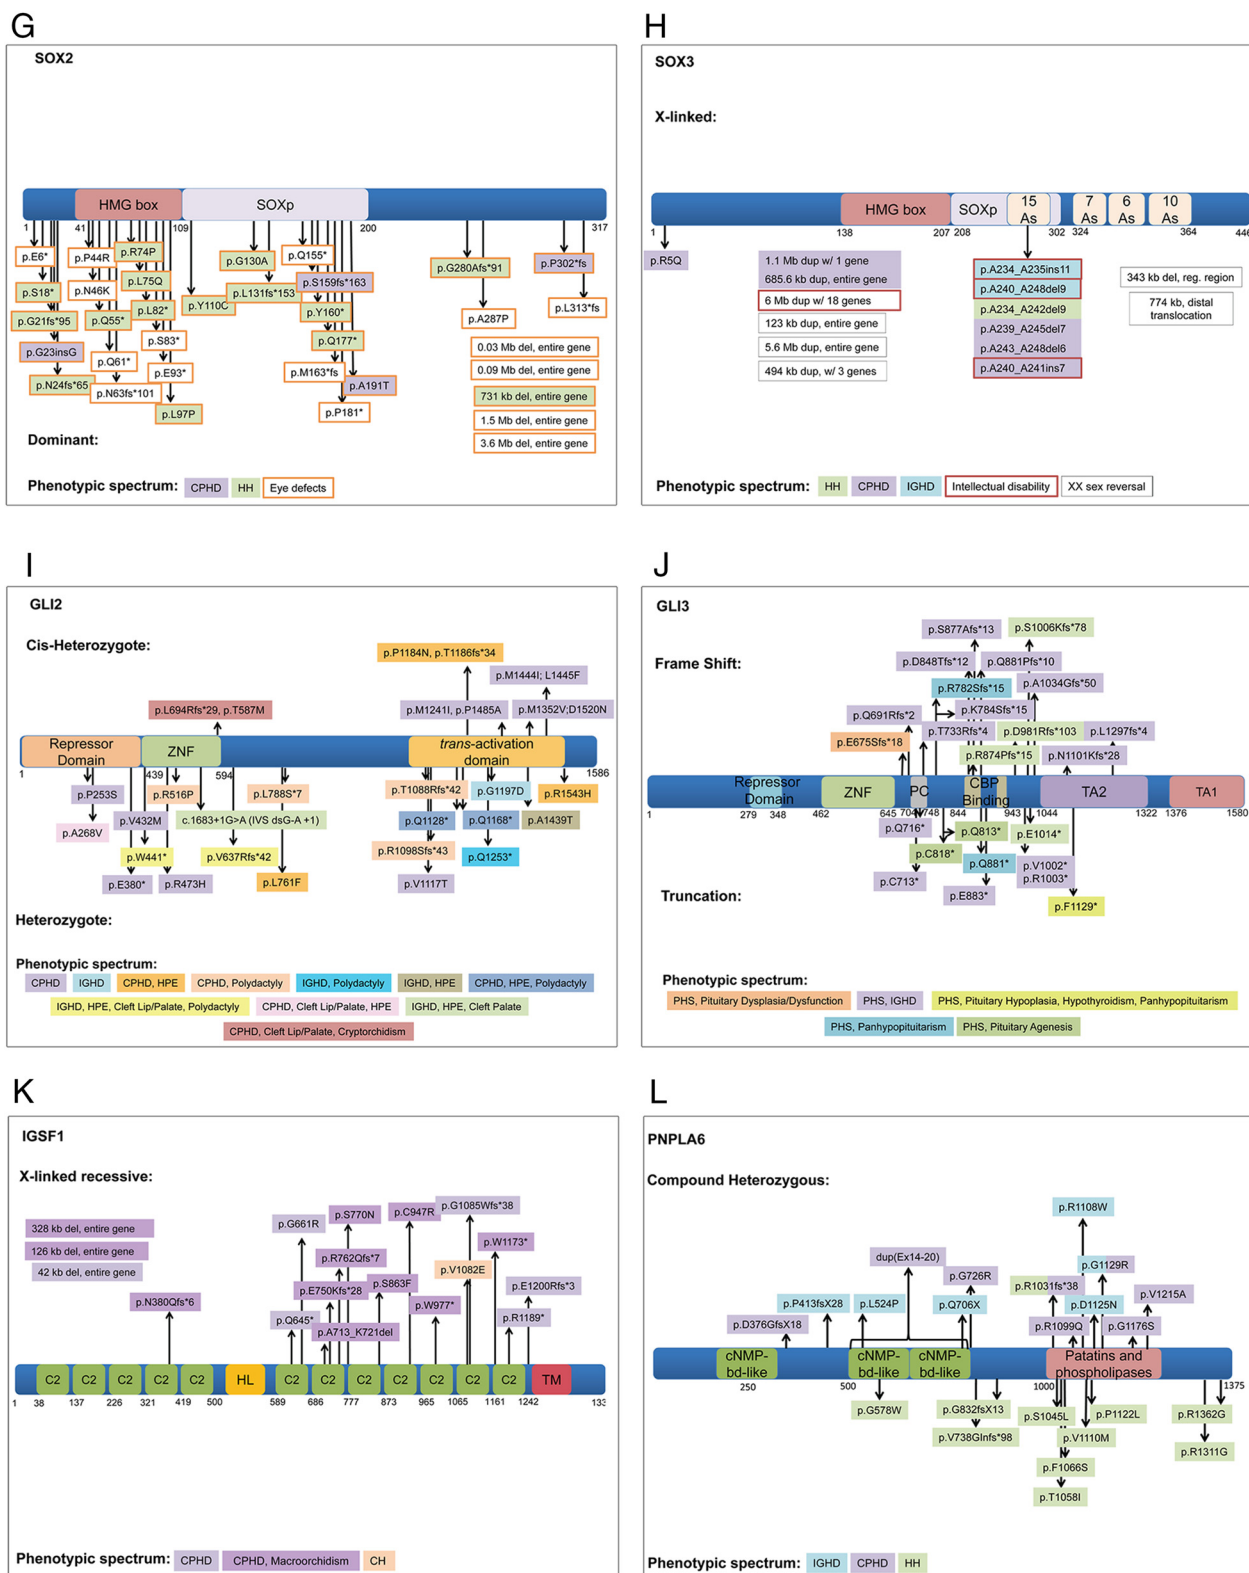 G
SOX2
HMG box
SOXp
1
41
109
200
317
p.E6*
p.P44R
p.R74P
p.G130A
p.Q155*
p.G280Afs*91
p.P302*fs
p.S18*
p.N46K
p.L75Q
p.L131fs*153
p.S159fs*163
p.G21fs*95
p.Q55*
p.L82*
p.Y110C
p.Y160*
p.A287P
p.L313*fs
p.G23insG
p.Q61*
p.S83*
p.Q177*
p.N24fs*65
p.N63fs*101
p.E93*
p.M163*fs
p.A191T
p.L97P
p.P181*
0.03 Mb del, entire gene
0.09 Mb del, entire gene
731 kb del, entire gene
1.5 Mb del, entire gene
3.6 Mb del, entire gene
Dominant:
Phenotypic spectrum: CPHD HH Eye defects
H
SOX3
X-linked:
HMG box
SOXp
15 As
7 As
6 As
10 As
1
138
207 208
302
324
364
446
p.R5Q
1.1 Mb dup w/ 1 gene
685.6 kb dup, entire gene
6 Mb dup w/ 18 genes
123 kb dup, entire gene
5.6 Mb dup, entire gene
494 kb dup, w/ 3 genes
p.A234_A235ins11
p.A240_A248del9
p.A234_A242del9
p.A239_A245del7
p.A243_A248del6
p.A240_A241ins7
343 kb del, reg. region
774 kb, distal
translocation
Phenotypic spectrum: HH CPHD IGHD Intellectual disability XX sex reversal
I
GLI2
Cis-Heterozygote:
p.P1184N, p.T1186fs*34
p.M1444I; L1445F
p.L694Rfs*29, p.T587M
p.M1241I, p.P1485A
p.M1352V;D1520N
Repressor
Domain
ZNF
trans-activation
domain
1
439
594
1586
p.P253S
p.R516P
p.L788S*7
p.T1088Rfs*42
p.G1197D
p.R1543H
p.A268V
p.V432M
c.1683+1G>A (IVS dsG-A +1)
p.Q1128*
p.Q1168*
p.A1439T
p.W441*
p.V637Rfs*42
p.R1098Sfs*43
p.Q1253*
p.E380*
p.R473H
p.L761F
p.V1117T
Heterozygote:
Phenotypic spectrum:
CPHD IGHD CPHD, HPE CPHD, Polydactyly IGHD, Polydactyly IGHD, HPE CPHD, HPE, Polydactyly
IGHD, HPE, Cleft Lip/Palate, Polydactyly CPHD, Cleft Lip/Palate, HPE IGHD, HPE, Cleft Palate
CPHD, Cleft Lip/Palate, Cryptorchidism
J
GLI3
Frame Shift:
p.S877Afs*13
p.S1006Kfs*78
p.D848Tfs*12
p.Q881Pfs*10
p.R782Sfs*15
p.A1034Gfs*50
p.Q691Rfs*2
p.K784Sfs*15
p.T733Rfs*4
p.D981Rfs*103
p.L1297fs*4
p.E675Sfs*18
p.R874Pfs*15
p.N1101Kfs*28
Repressor
Domain
ZNF
PC
CBP
Binding
TA2
TA1
279
348
462
645
704
748
844
943
1044
1322
1376
1580
p.Q716*
p.Q813*
p.E1014*
p.C818*
p.Q881*
p.V1002*
p.R1003*
p.C713*
p.E883*
p.F1129*
Truncation:
Phenotypic spectrum:
PHS, Pituitary Dysplasia/Dysfunction PHS, IGHD PHS, Pituitary Hypoplasia, Hypothyroidism, Panhypopituitarism
PHS, Panhypopituitarism PHS, Pituitary Agenesis
K
IGSF1
X-linked recessive:
328 kb del, entire gene
126 kb del, entire gene
42 kb del, entire gene
p.N380Qfs*6
p.G661R
p.S770N
p.C947R
p.G1085Wfs*38
p.R762Qfs*7
p.W1173*
p.E750Kfs*28
p.S863F
p.V1082E
p.Q645*
p.A713_K721del
p.W977*
p.E1200Rfs*3
p.R1189*
C2 C2 C2 C2 C2 HL C2 C2 C2 C2 C2 C2 C2 TM
1 38 137 226 321 419 500 589 686 777 873 965 1065 1161 1242 133
Phenotypic spectrum: CPHD CPHD, Macroorchidism CH
L
PNPLA6
Compound Heterozygous:
p.R1108W
dup(Ex14-20)
p.G726R
p.G1129R
p.R1031fs*38
p.V1215A
p.P413fsX28
p.L524P
p.Q706X
p.D1125N
p.D376GfsX18
p.R1099Q
p.G1176S
cNMP-
bd-like
cNMP-
bd-like
cNMP-
bd-like
Patatins and
phospholipases
250
500
1000
1375
p.G578W
p.G832fsX13
p.S1045L
p.P1122L
p.R1362G
p.V738GInfs*98
p.V1110M
p.R1311G
p.F1066S
p.T1058I
Phenotypic spectrum: IGHD CPHD HH